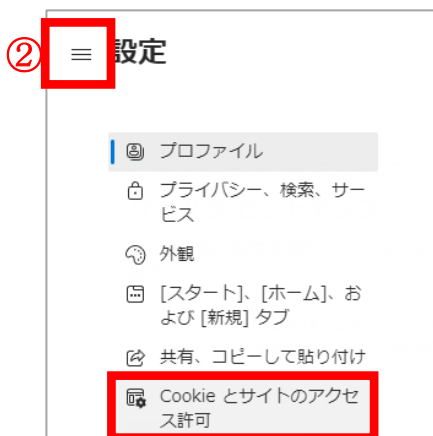 ② 設定
プロファイル
プライバシー、検索、サー
ビス
外観
[スタート]、[ホーム]、お
よび [新規] タブ
共有、コピーして貼り付け
Cookie とサイトのアクセ
ス許可